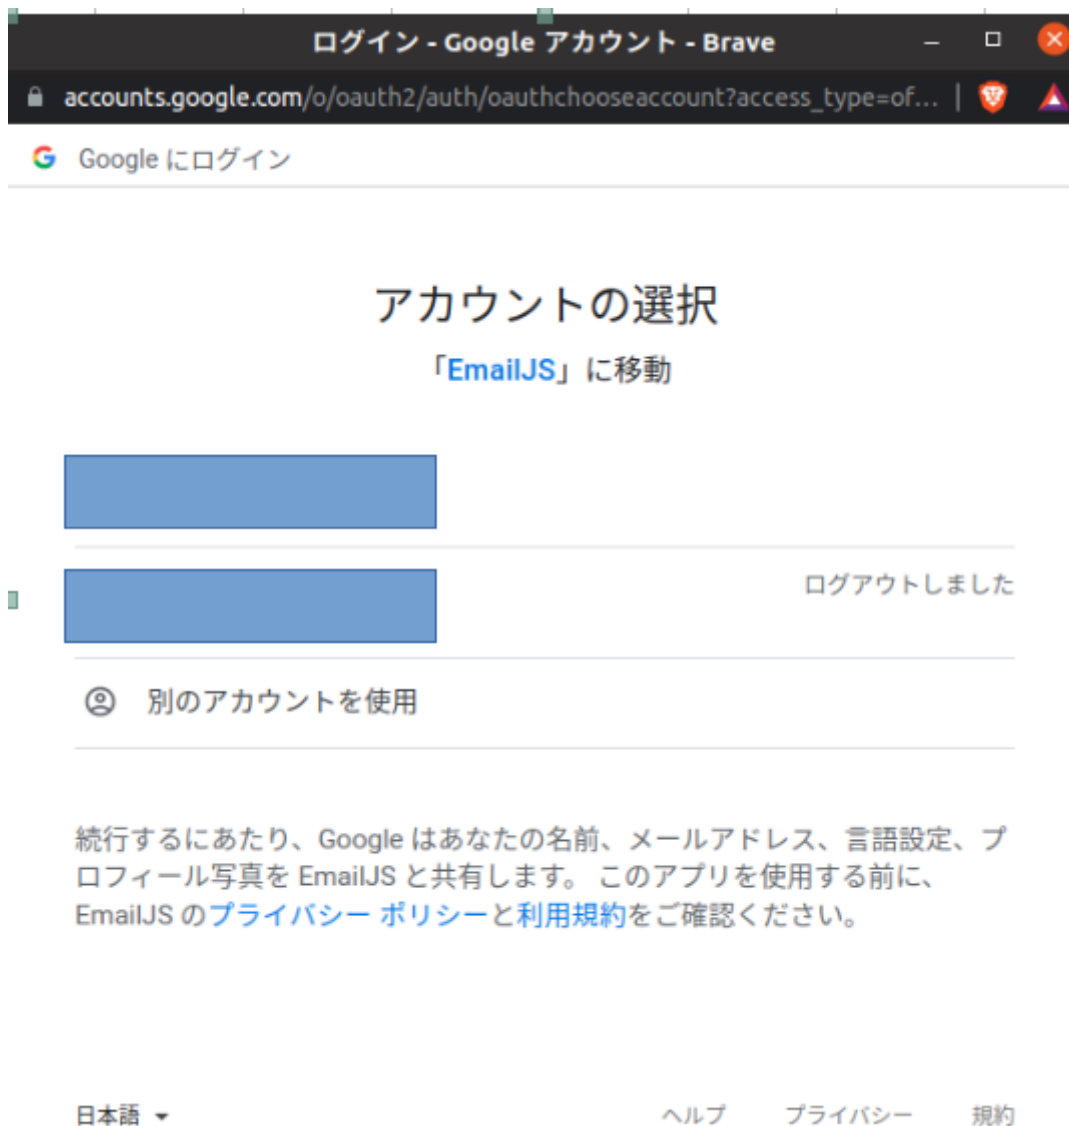 ログイン - Google アカウント - Brave
accounts.google.com/o/oauth2/auth/oauthchooseaccount?access_type=of...
Google にログイン
アカウントの選択
「EmailJS」に移動
ログアウトしました
別のアカウントを使用
続行するにあたり、Google はあなたの名前、メールアドレス、言語設定、プ
ロフィール写真を EmailJS と共有します。 このアプリを使用する前に、
EmailJS のプライバシー ポリシーと利用規約をご確認ください。
日本語 ヘルプ プライバシー 規約